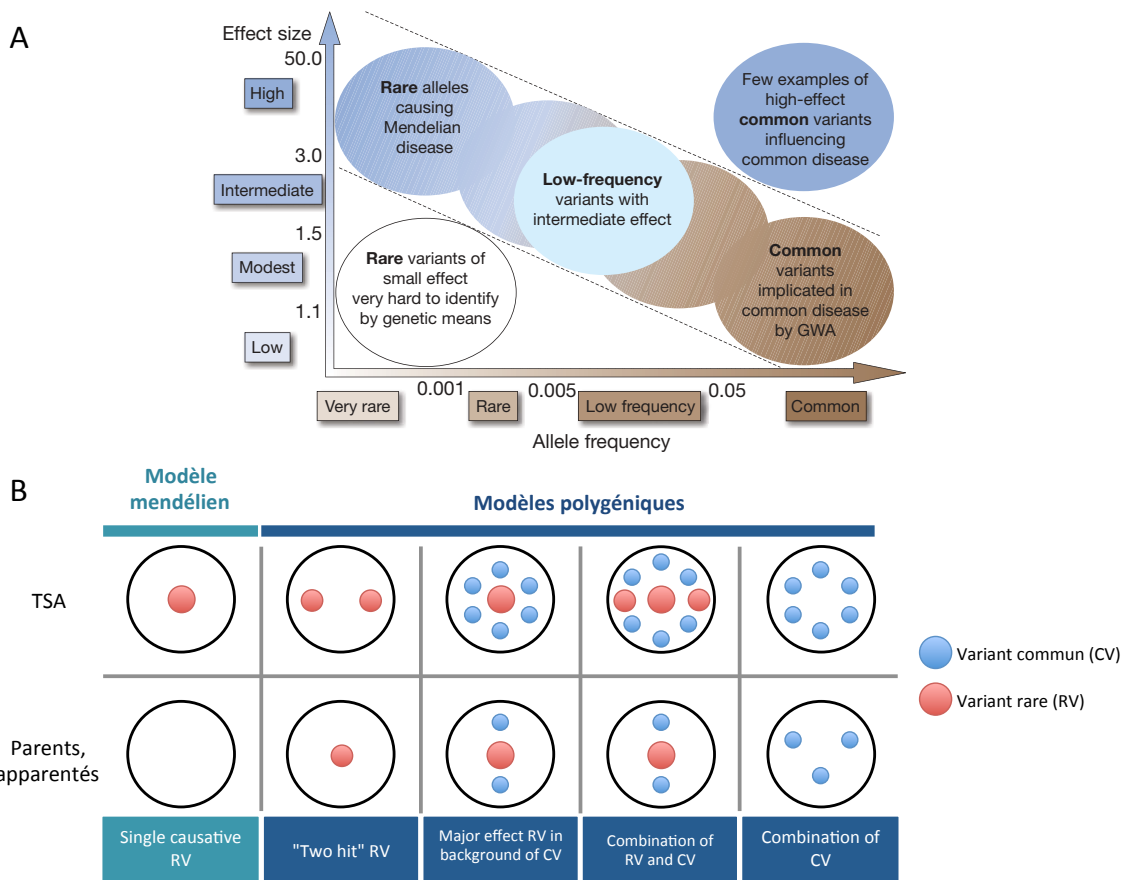 A
Effect size
50.0
High
3.0
Intermediate
1.5
Modest
1.1
Low
Rare alleles
causing
Mendelian
disease
Few examples of
high-effect
common variants
influencing
common disease
Low-frequency
variants with
intermediate effect
Rare variants of
small effect
very hard to identify
by genetic means
Common
variants
implicated in
common disease
by GWA
0.001
0.005
0.05
Very rare
Rare
Low frequency
Common
Allele frequency
B
Modèle
mendélien
Modèles polygéniques
TSA
Variant commun (CV)
Variant rare (RV)
Parents,
apparentés
Single causative
RV
"Two hit" RV
Major effect RV in
background of CV
Combination of
RV and CV
Combination of
CV